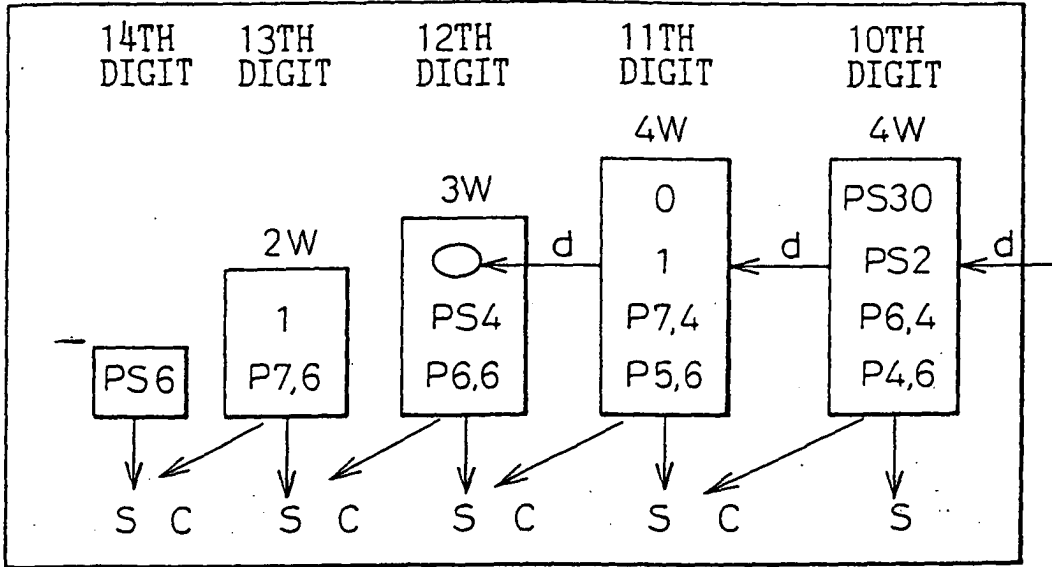 14TH DIGIT 13TH DIGIT 12TH DIGIT 11TH DIGIT 10TH DIGIT
4W 4W
3W 0 PS30
2W d 1 d PS2 d
1 PS4 P7,4 P6,4
PS6 P7,6 P6,6 P5,6 P4,6
S C S C S C S C S